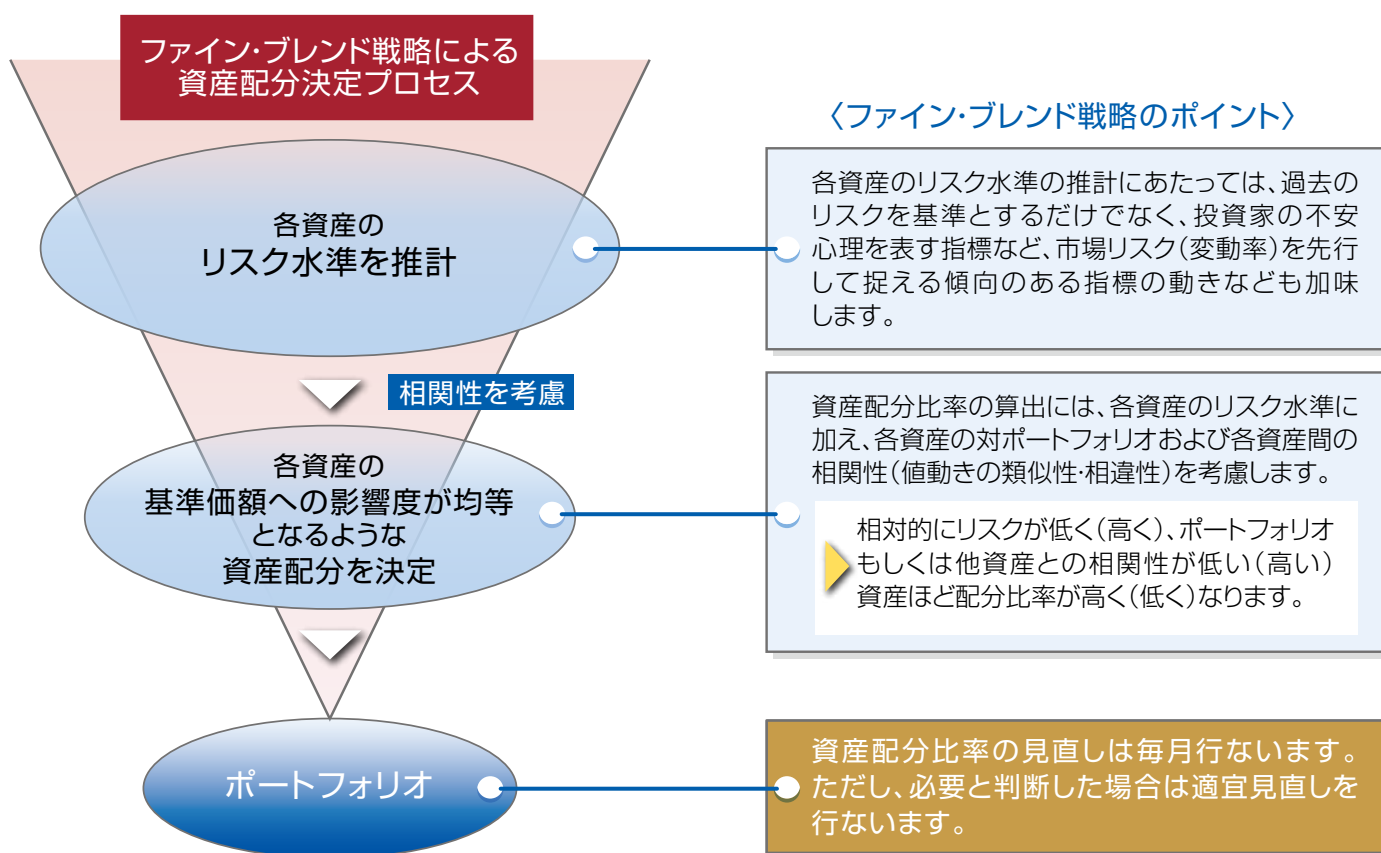 ファイン・ブレンド戦略による
資産配分決定プロセス
各資産の
リスク水準を推計
相関性を考慮
各資産の
基準価額への影響度が均等
となるような
資産配分を決定
ポートフォリオ
〈ファイン・ブレンド戦略のポイント〉
各資産のリスク水準の推計にあたっては、過去の
リスクを基準とするだけでなく、投資家の不安
心理を表す指標など、市場リスク(変動率)を先行
して捉える傾向のある指標の動きなども加味
します。
資産配分比率の算出には、各資産のリスク水準に
加え、各資産の対ポートフォリオおよび各資産間の
相関性(値動きの類似性・相違性)を考慮します。
相対的にリスクが低く(高く)、ポートフォリオ
もしくは他資産との相関性が低い(高い)
資産ほど配分比率が高く(低く)なります。
資産配分比率の見直しは毎月行ないます。
ただし、必要と判断した場合は適宜見直しを
行ないます。